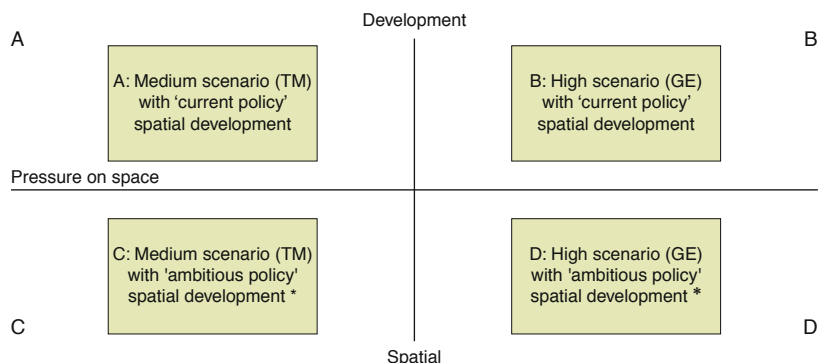 Development
A
B
A: Medium scenario (TM)
with ‘current policy’
spatial development
B: High scenario (GE)
with ‘current policy’
spatial development
Pressure on space
C: Medium scenario (TM)
with 'ambitious policy'
spatial development *
D: High scenario (GE)
with 'ambitious policy'
spatial development *
C
D
Spatial